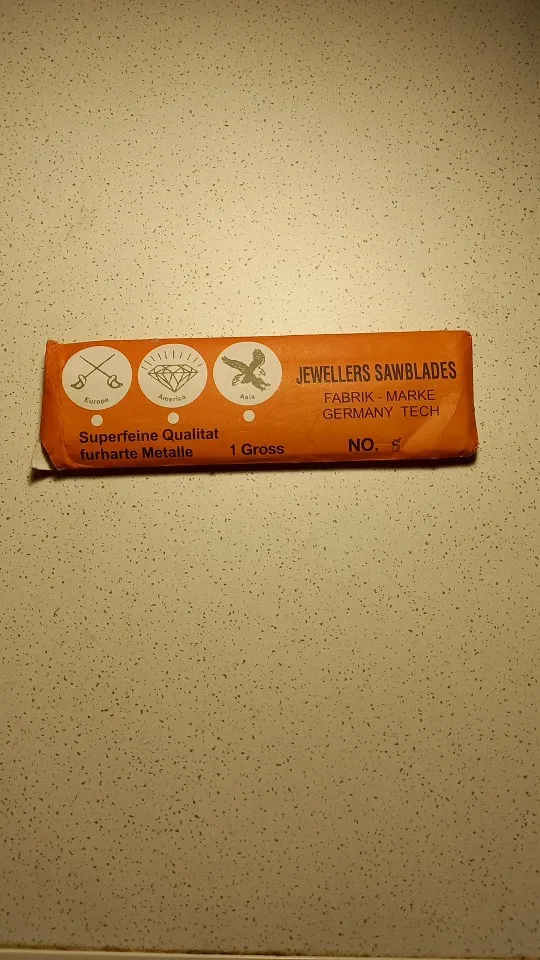 Europe
America
Asia
JEWELLERS SAWBLADES
FABRIK - MARKE
GERMANY TECH
Superfeine Qualitat
furharte Metalle
1 Gross
NO.